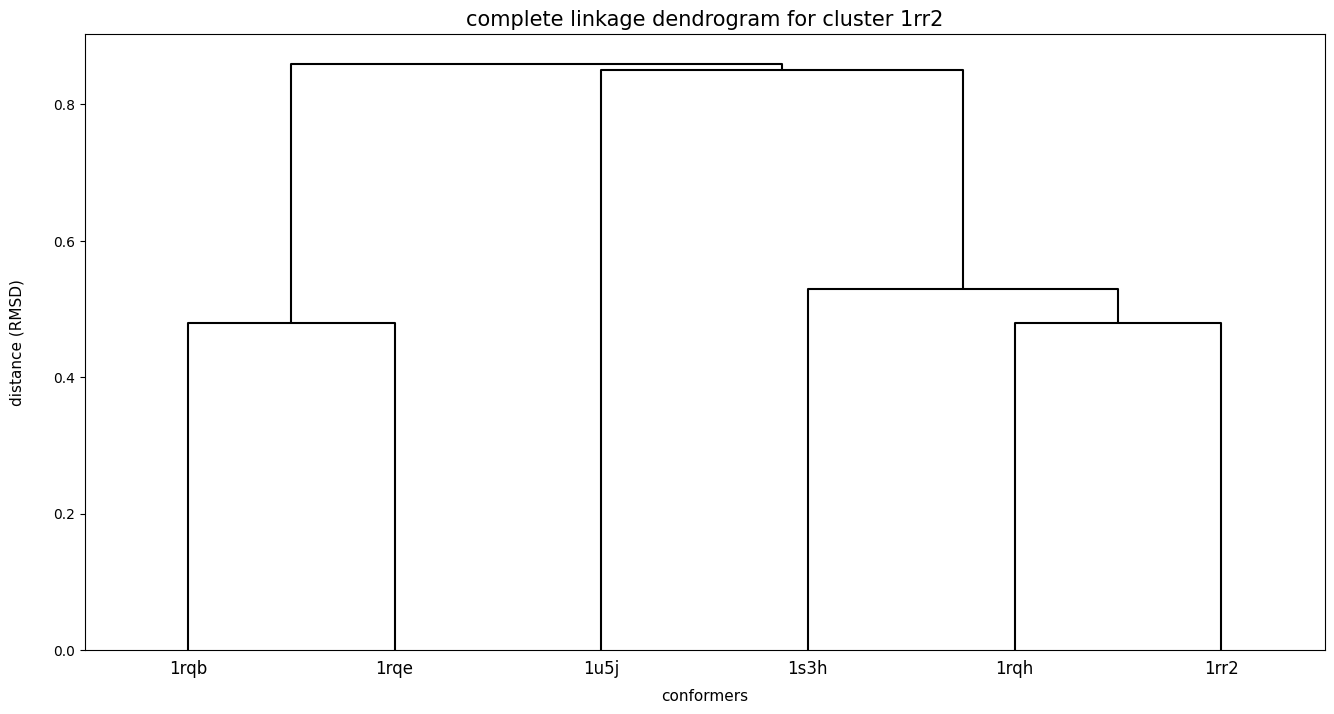 complete linkage dendrogram for cluster 1rr2
0.8
0.6
0.4
0.2
0.0
distance (RMSD)
1rqb 1rqe 1u5j 1s3h 1rqh 1rr2
conformers